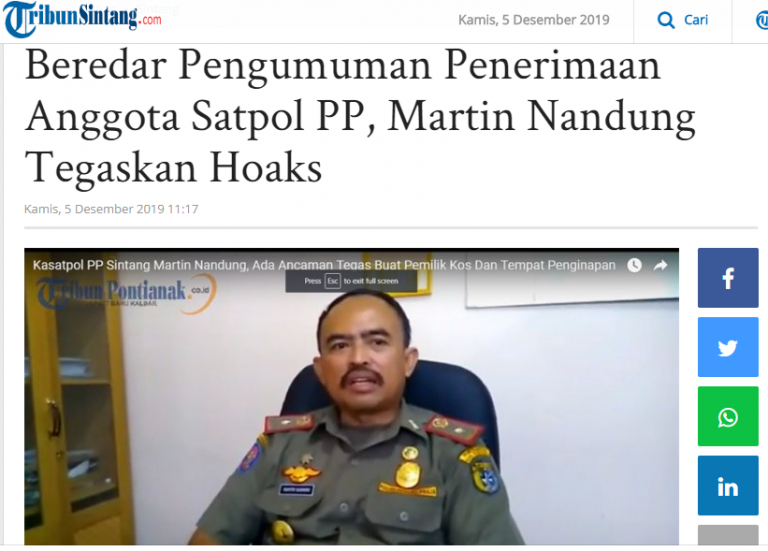 TribunSintang.com
Kamis, 5 Desember 2019
Cari
Beredar Pengumuman Penerimaan
Anggota Satpol PP, Martin Nandung
Tegaskan Hoaks
Kamis, 5 Desember 2019 11:17
Kasatpol PP Sintang Martin Nandung, Ada Ancaman Tegas Buat Pemilik Kos Dan Tempat Penginapan
Press Esc to exit full screen
Tribun Pontianak.co.id